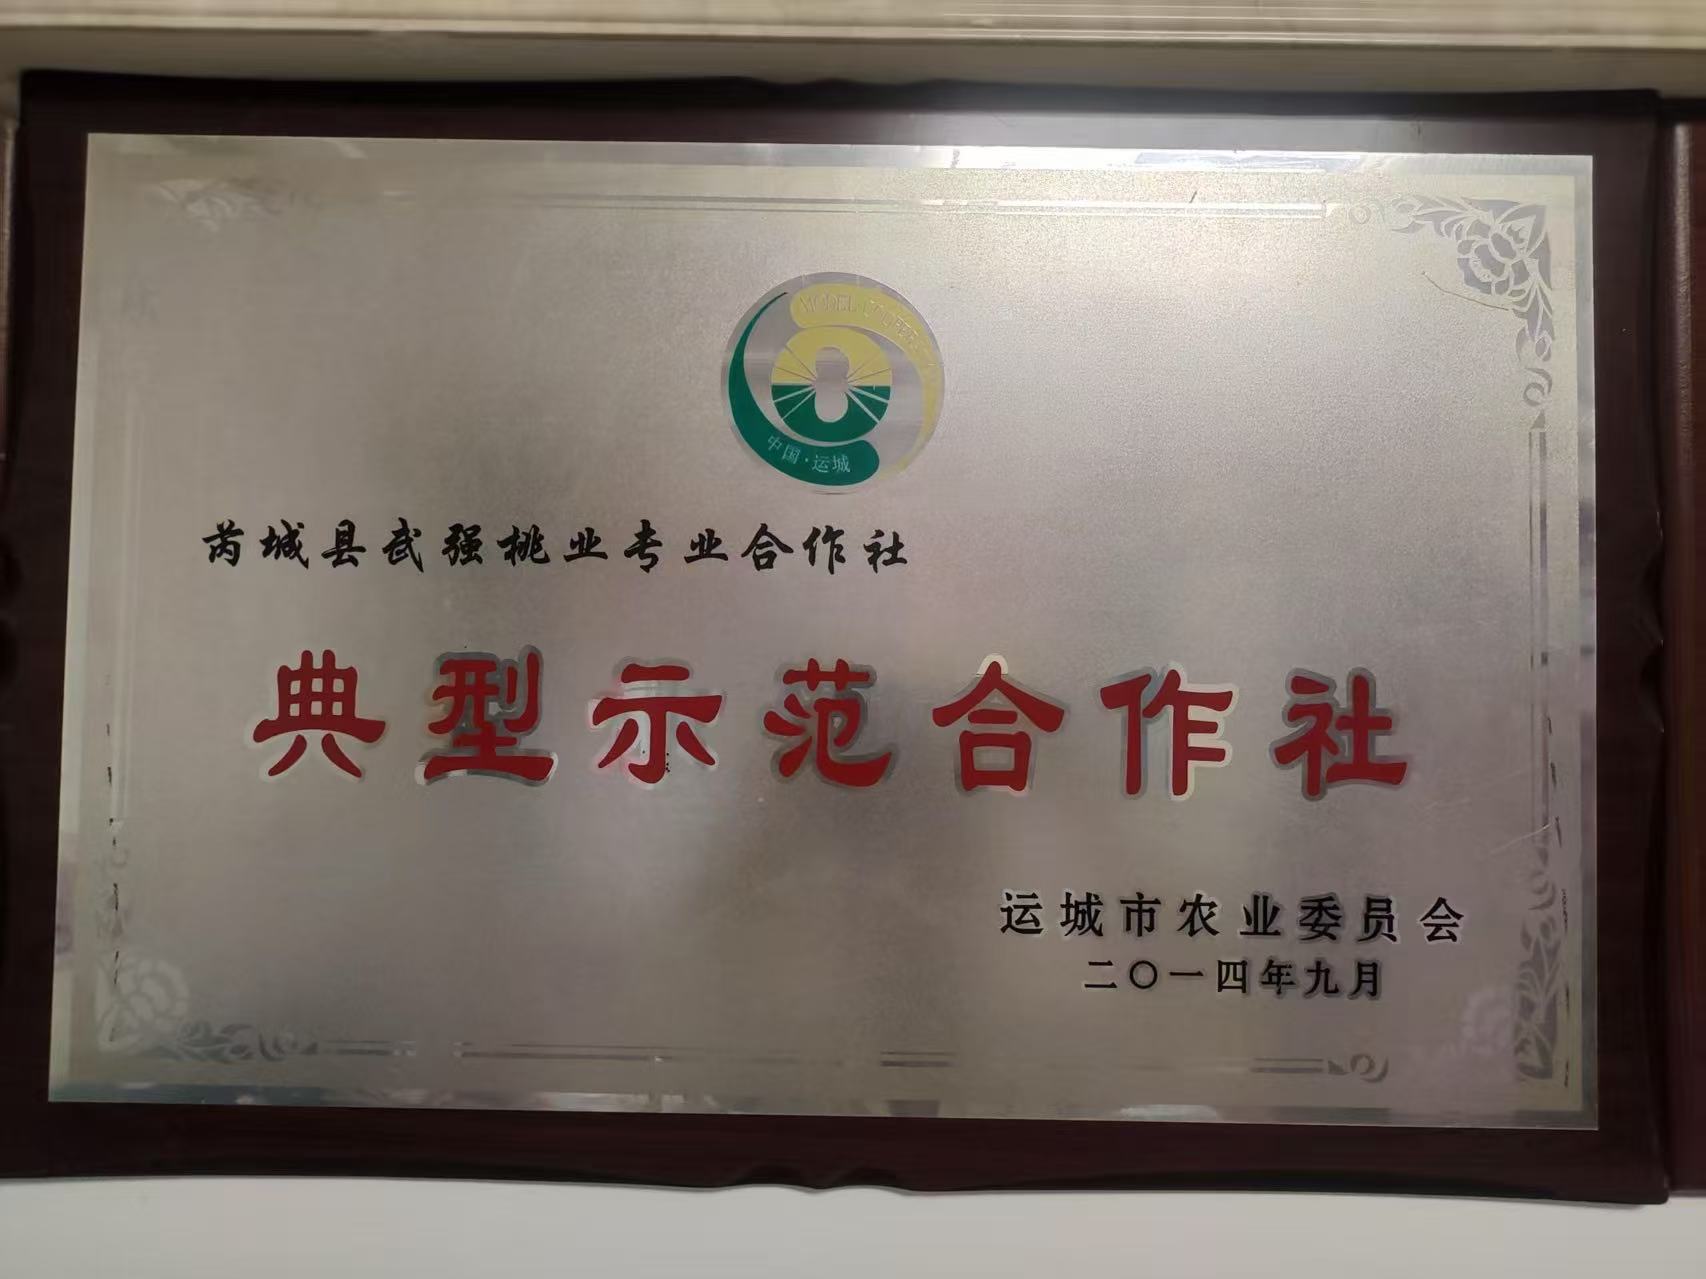 MODEL
中国·运城
芮城县武强桃业专业合作社
典型示范合作社
运城市农业委员会
二〇一四年九月